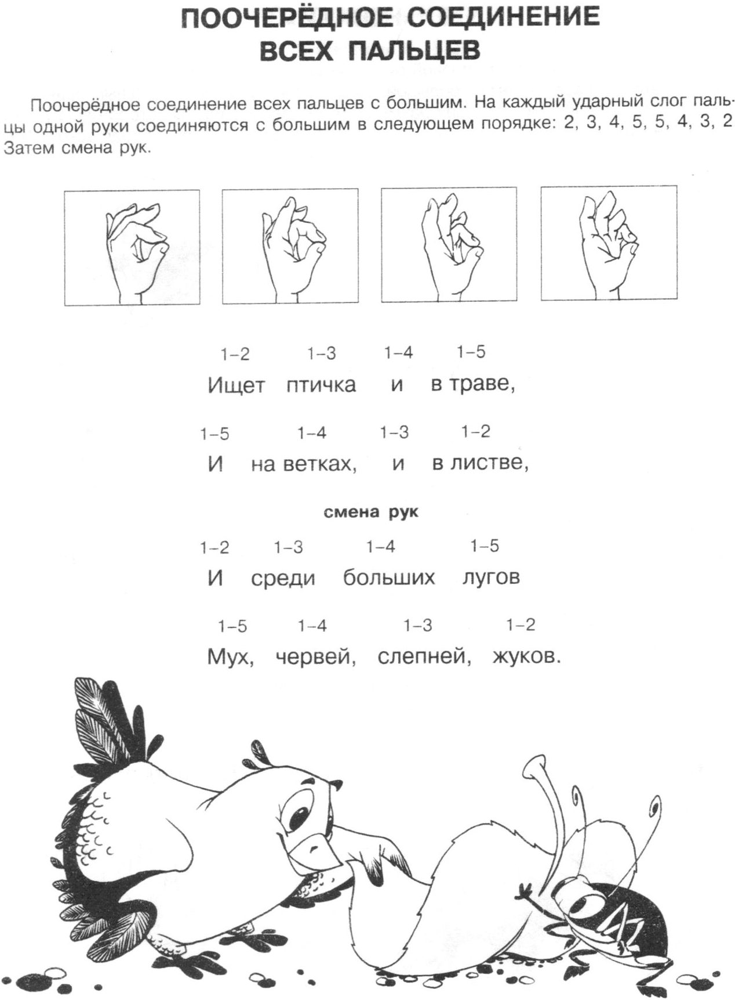 ПООЧЕРЁДНОЕ СОЕДИНЕНИЕ
ВСЕХ ПАЛЬЦЕВ
Поочерёдное соединение всех пальцев с большим. На каждый ударный слог паль-
цы одной руки соединяются с большим в следующем порядке: 2, 3, 4, 5, 5, 4, 3, 2
Затем смена рук.
1–2 1–3 1–4 1–5
Ищет птичка и в траве,
1–5 1–4 1–3 1–2
И на ветках, и в листве,
смена рук
1–2 1–3 1–4 1–5
И среди больших лугов
1–5 1–4 1–3 1–2
Мух, червей, слепней, жуков.